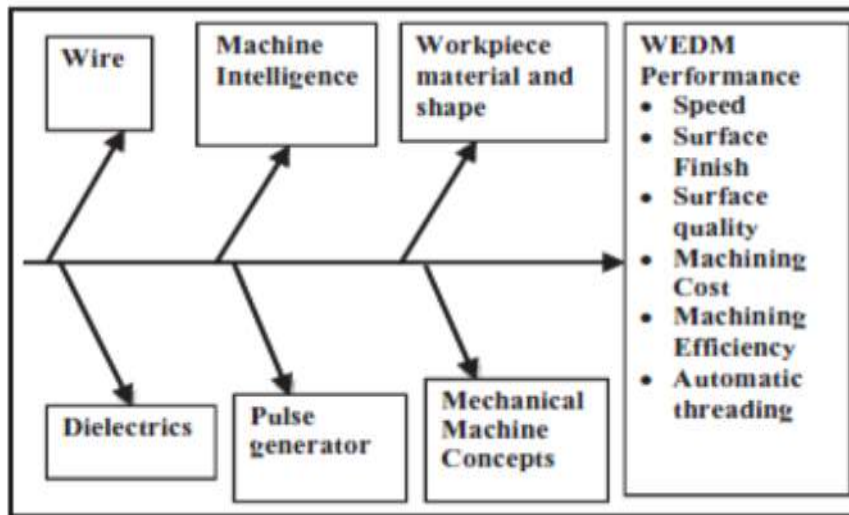 Wire
Machine
Intelligence
Workpiece
material and
shape
Dielectrics
Pulse
generator
Mechanical
Machine
Concepts
WEDM
Performance
• Speed
• Surface
Finish
• Surface
quality
• Machining
Cost
• Machining
Efficiency
• Automatic
threading